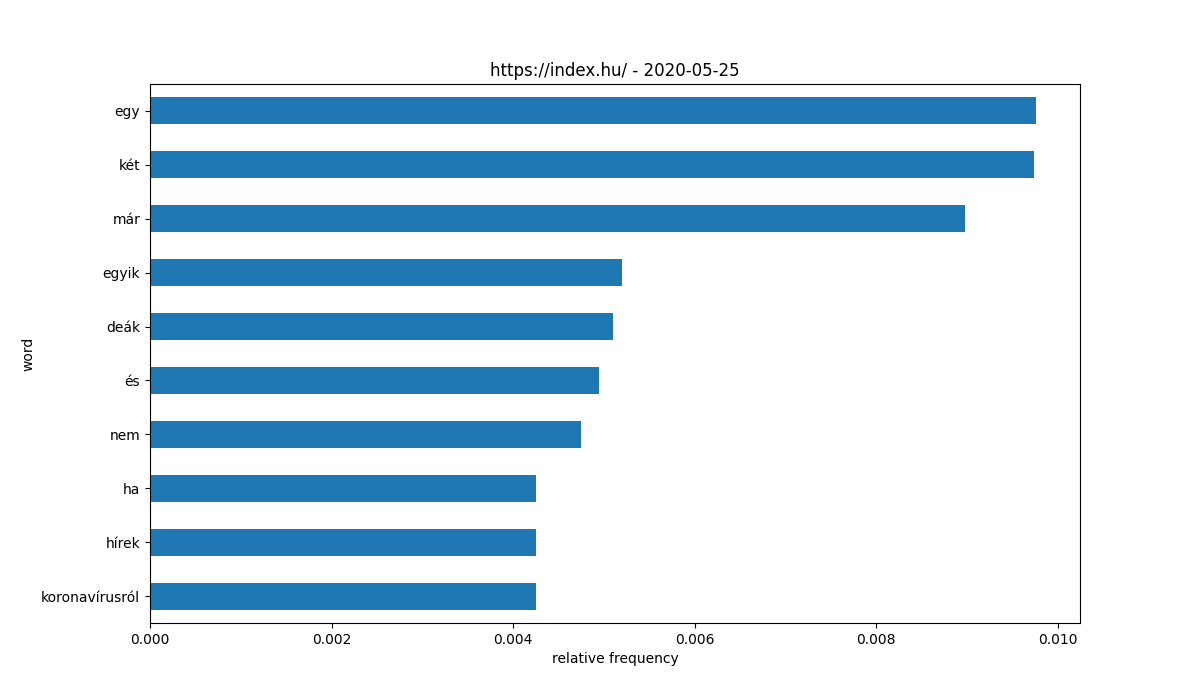 https://index.hu/ - 2020-05-25
egy
két
már
egyik
deák
és
nem
ha
hírek
koronavírusról
word
0.000 0.002 0.004 0.006 0.008 0.010
relative frequency